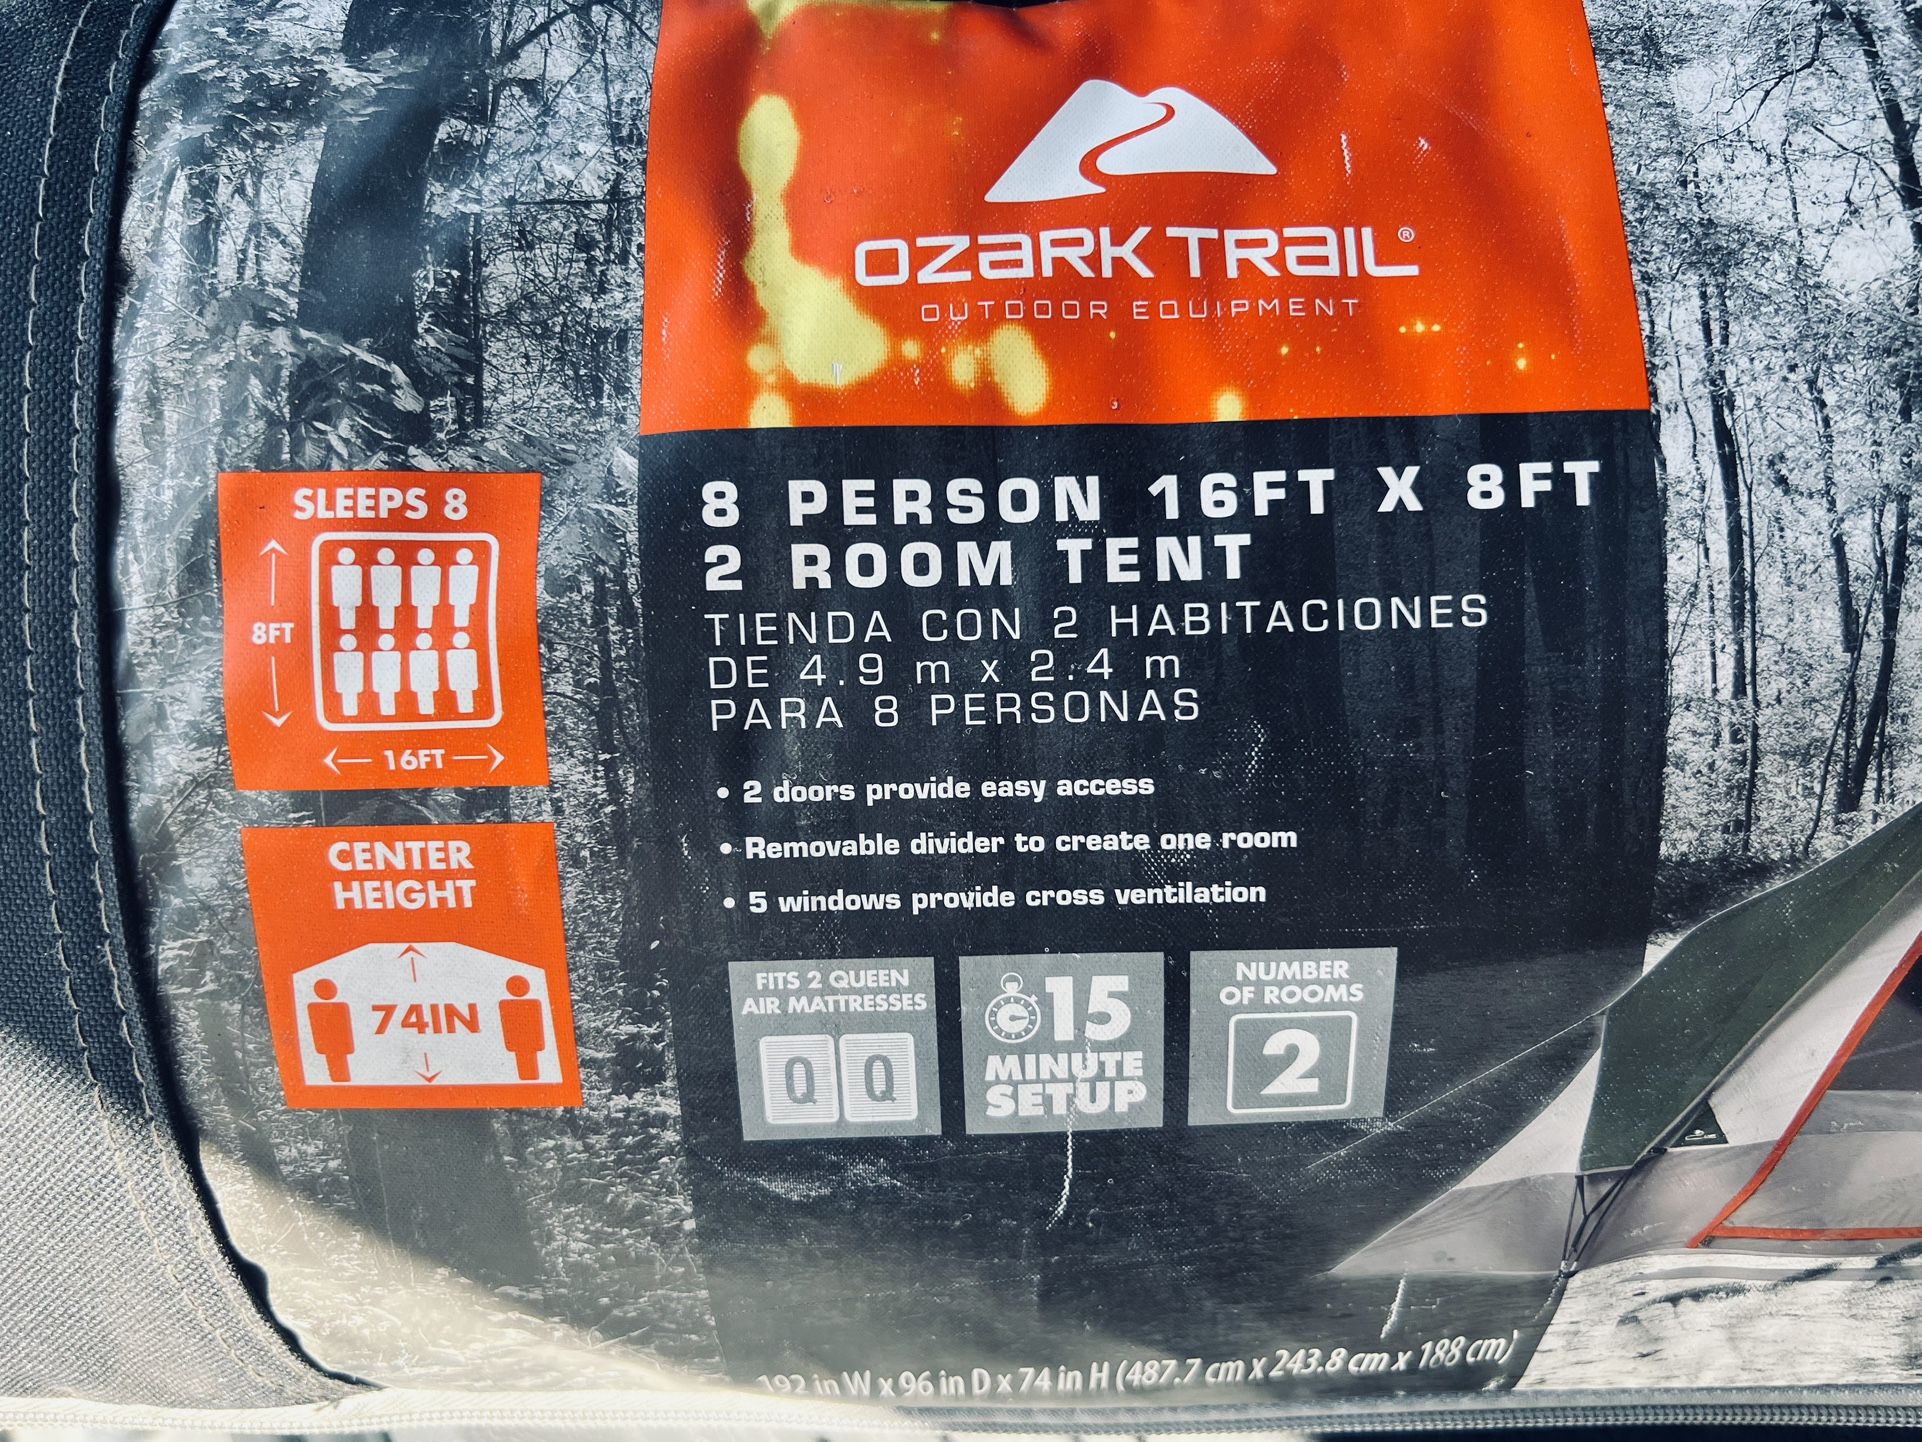 OZARK TRAIL®
OUTDOOR EQUIPMENT
8 PERSON 16FT X 8FT
2 ROOM TENT
TIENDA CON 2 HABITACIONES
DE 4.9 m x 2.4 m
PARA 8 PERSONAS
• 2 doors provide easy access
• Removable divider to create one room
• 5 windows provide cross ventilation
SLEEPS 8
8FT
16FT
CENTER
HEIGHT
74IN
FITS 2 QUEEN
AIR MATTRESSES
Q Q
15
MINUTE
SETUP
NUMBER
OF ROOMS
2
192 in W x 96 in D x 74 in H (487.7 cm x 243.8 cm x 188 cm)